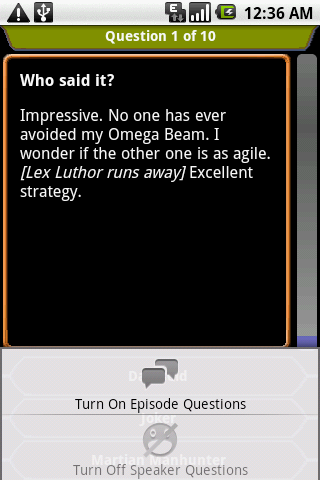 12:36 AM
Question 1 of 10
Who said it?
Impressive. No one has ever
avoided my Omega Beam. I
wonder if the other one is as agile.
[Lex Luthor runs away] Excellent
strategy.
Turn On Episode Questions
Joker
Martian Manhunter
Turn Off Speaker Questions